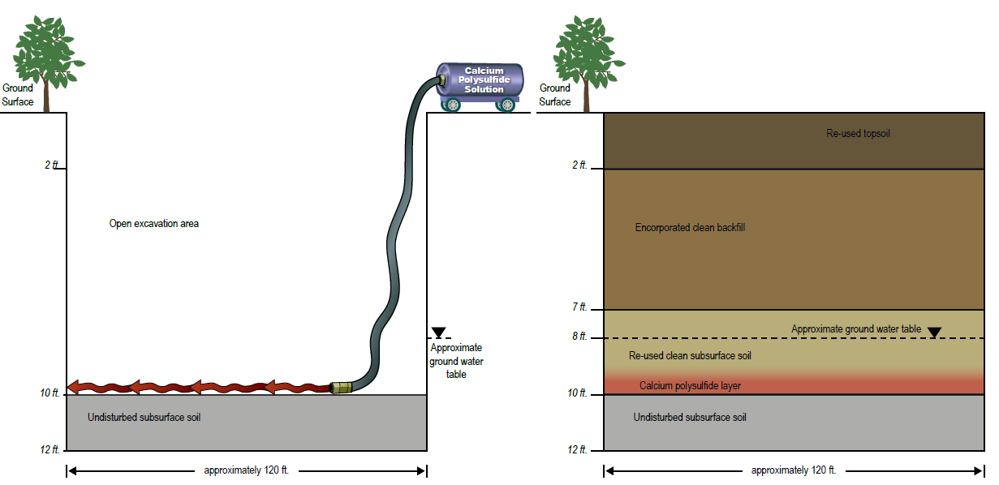 Calcium
Polysulfide
Solution
Ground
Surface
2 ft.
Open excavation area
Approximate
ground water
table
10 ft.
Undisturbed subsurface soil
12 ft.
approximately 120 ft.
Ground
Surface
Re-used topsoil
2 ft.
Encorporated clean backfill
7 ft.
Approximate ground water table
8 ft.
Re-used clean subsurface soil
Calcium polysulfide layer
10 ft.
Undisturbed subsurface soil
12 ft.
approximately 120 ft.